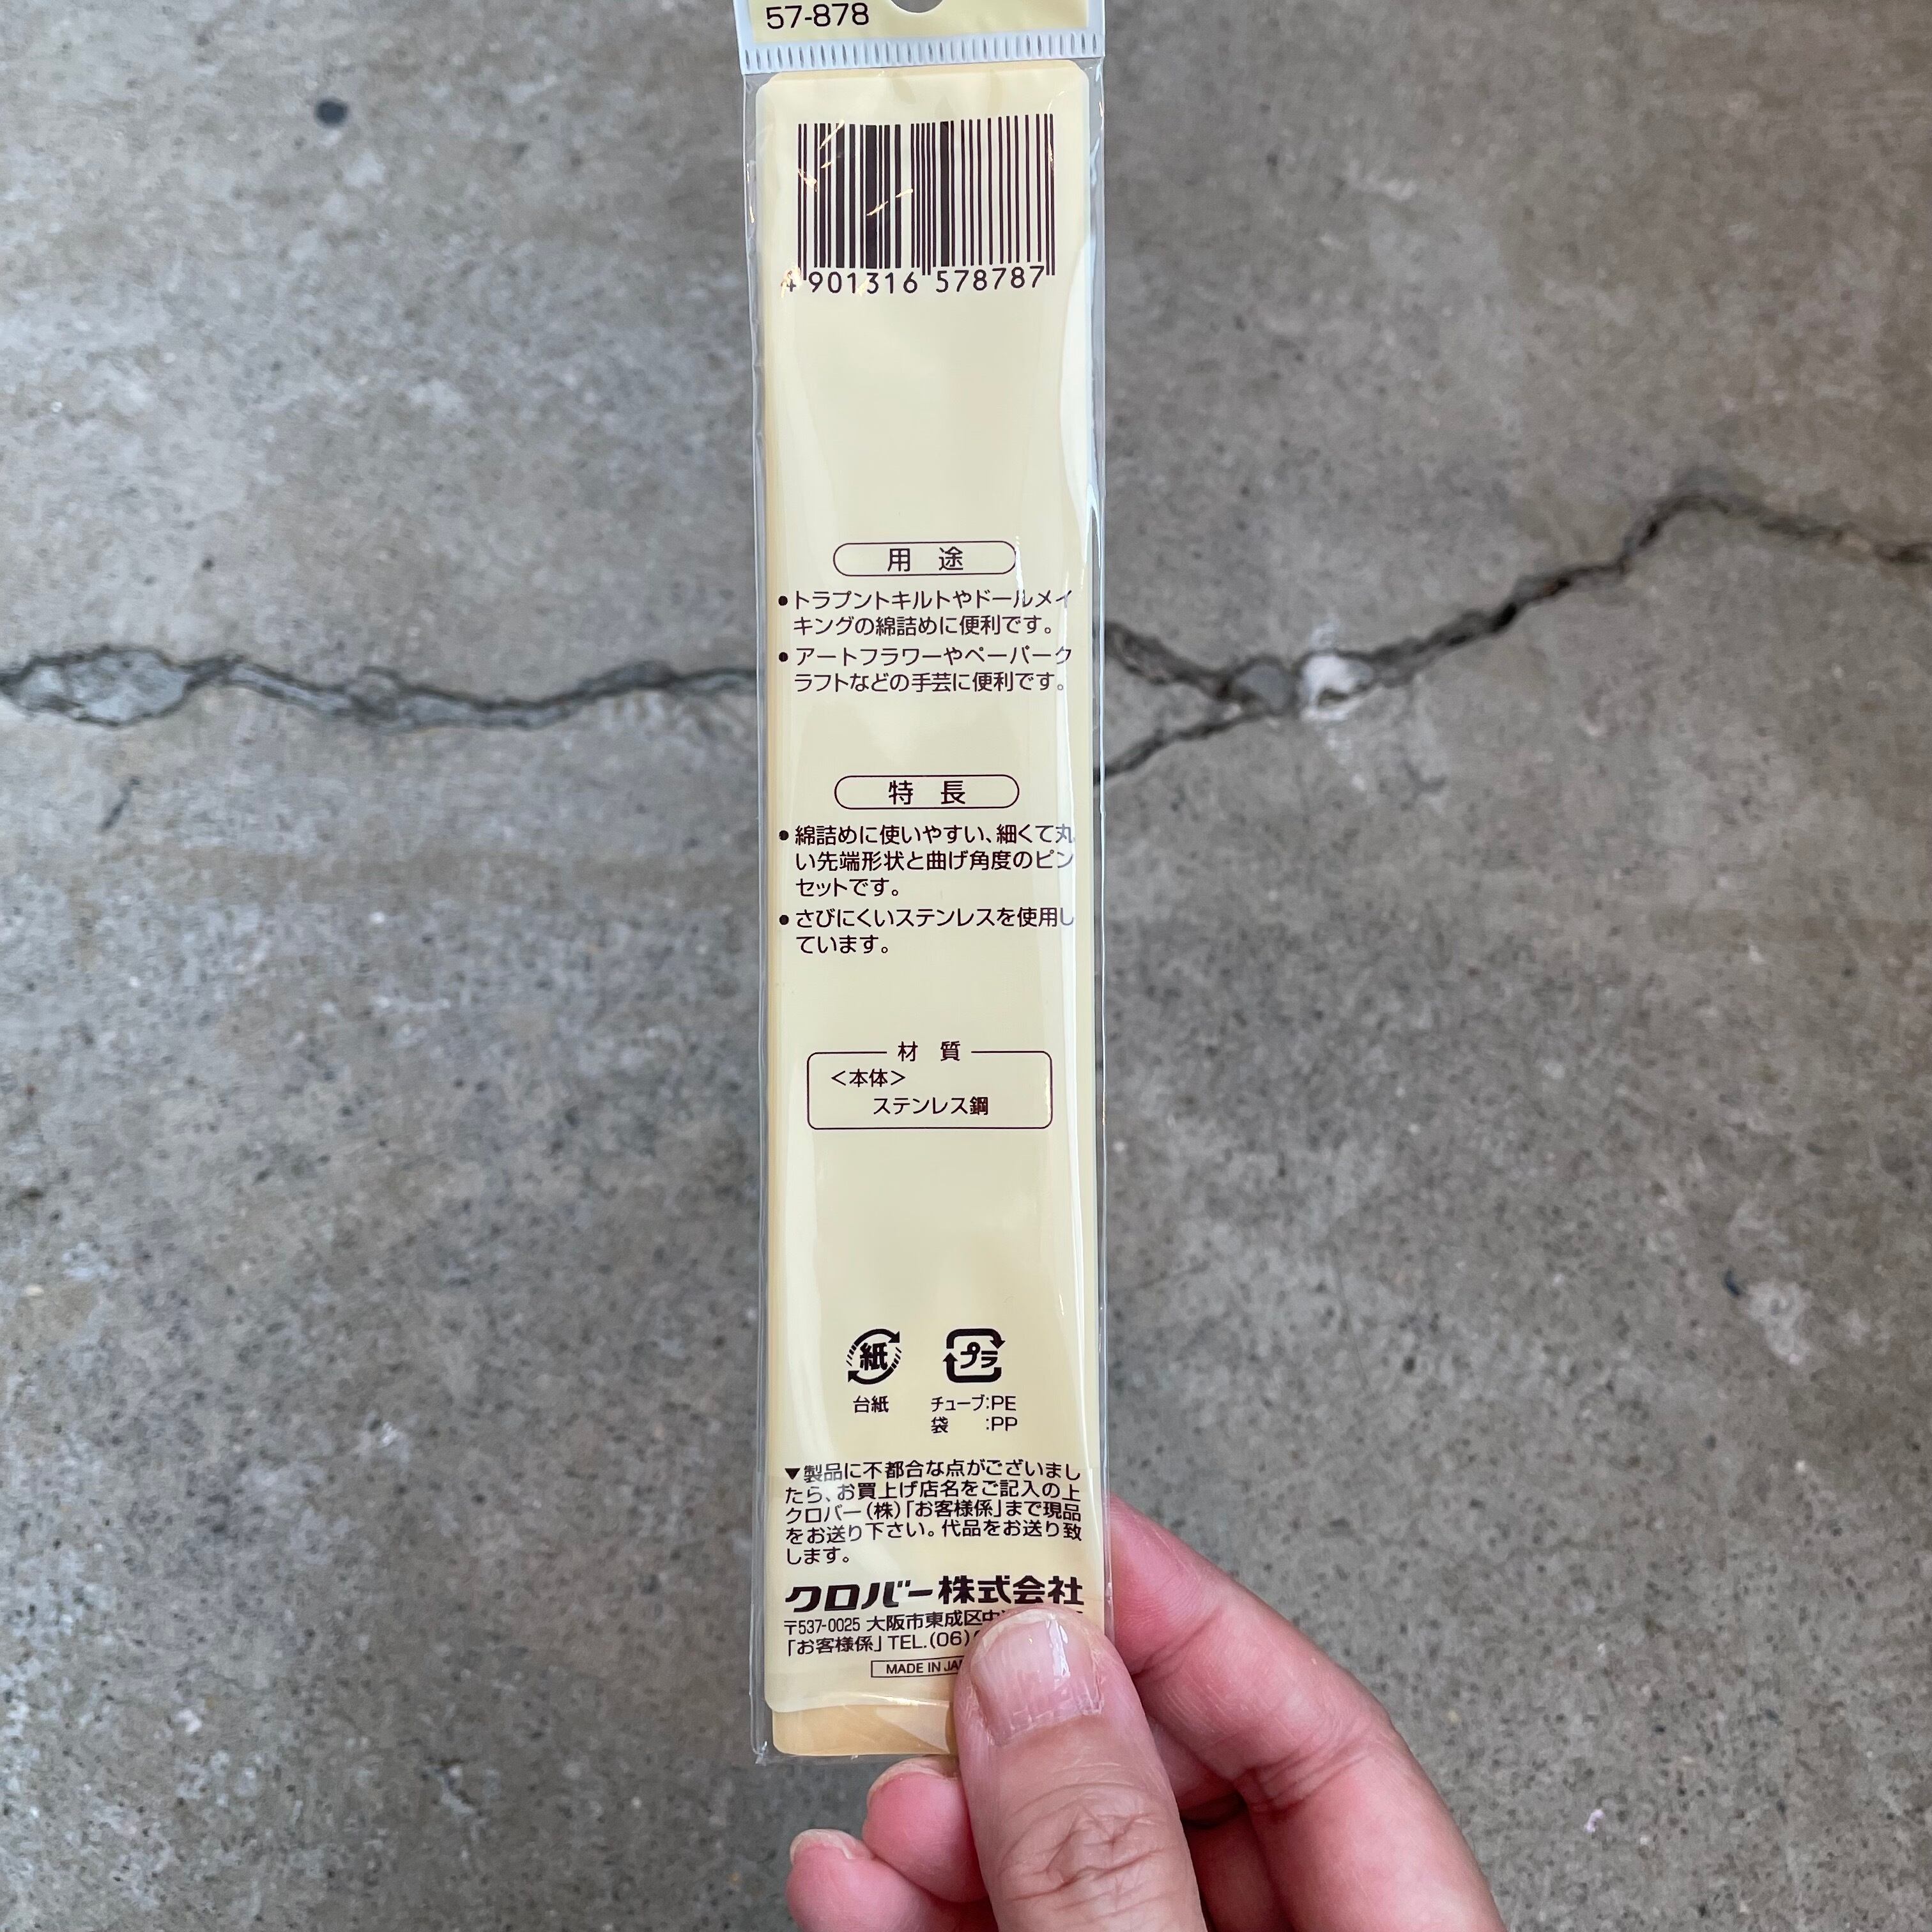 57-878
4 901316 578787
用 途
●トラプントキルトやドールメイ
キングの綿詰めに便利です。
●アートフラワーやペーパーク
ラフトなどの手芸に便利です。
特 長
●綿詰めに使いやすい、細くて丸
い先端形状と曲げ角度のピン
セットです。
●さびにくいステンレスを使用し
ています。
材 質
＜本体＞
ステンレス鋼
紙 プラ
台紙 チューブ:PE
袋 :PP
▼製品に不都合な点がございまし
たら、お買上げ店名をご記入の上
クロバー(株)「お客様係」まで現品
をお送り下さい。代品をお送り致
します。
クロバー株式会社
〒537-0025 大阪市東成区中
「お客様係」TEL.(06)
MADE IN